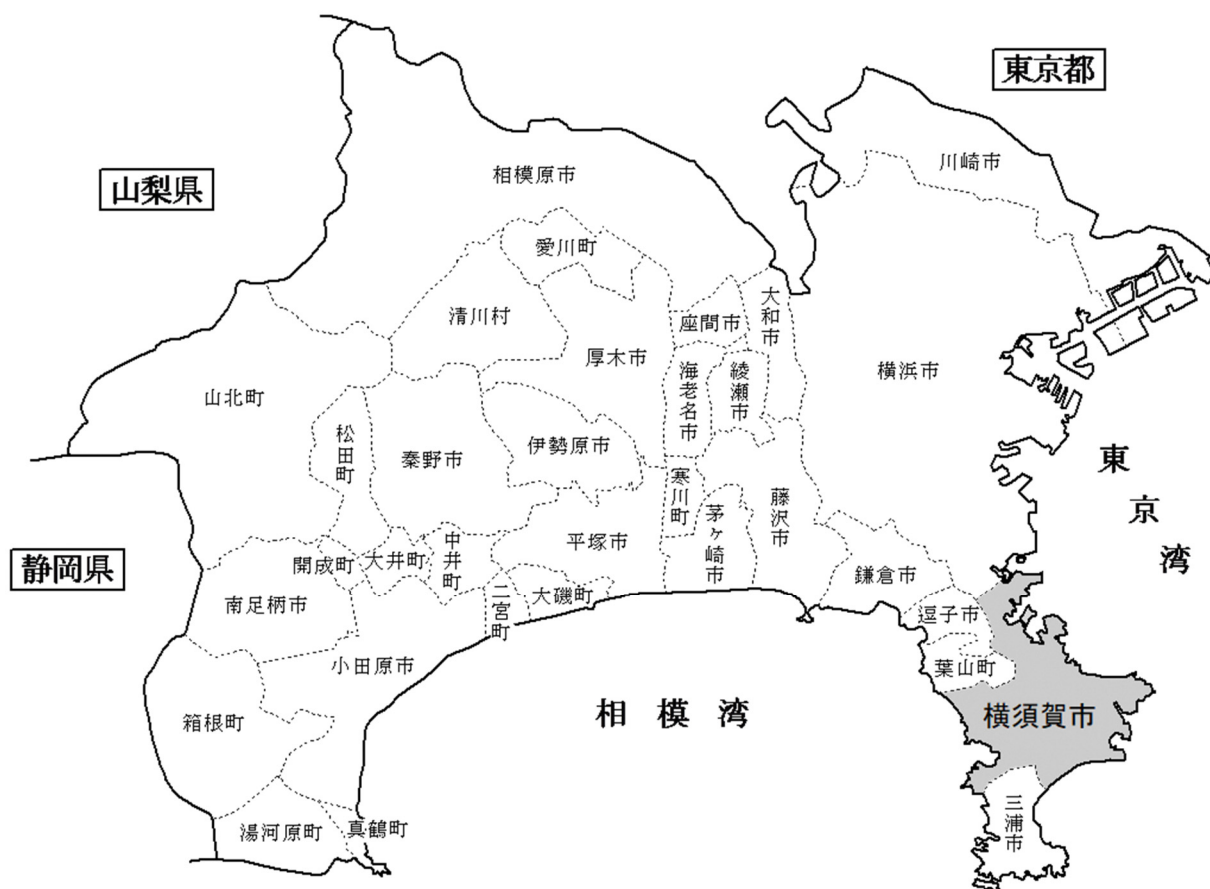 東京都
川崎市
相模原市
山梨県
愛川町
大和市
清川村
座間市
厚木市
横浜市
海老名市
綾瀬市
山北町
松田町
秦野市
伊勢原市
東京湾
寒川町
茅ヶ崎市
藤沢市
静岡県
開成町
大井町
中井町
平塚市
鎌倉市
南足柄市
二宮町
大磯町
逗子市
小田原市
葉山町
箱根町
相模湾
横須賀市
湯河原町
真鶴町
三浦市